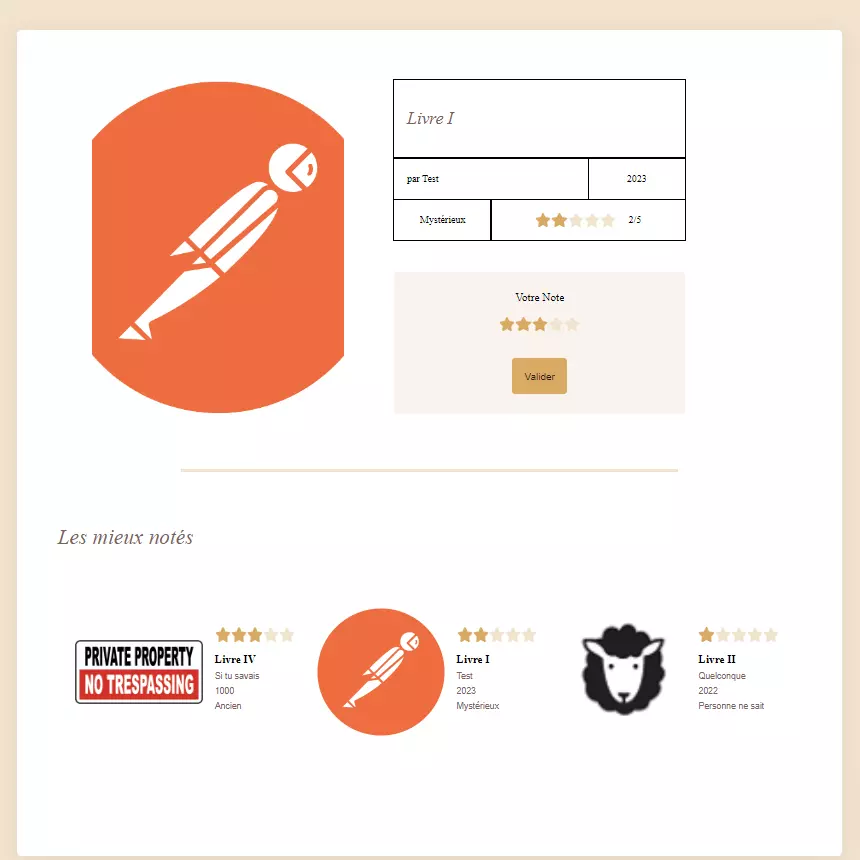 Livre I
par Test
2023
Mystérieux
2/5
Votre Note
Valider
Les mieux notés
PRIVATE PROPERTY
NO TRESPASSING
Livre IV
Si tu savais
1000
Ancien
Livre I
Test
2023
Mystérieux
Livre II
Quelconque
2022
Personne ne sait